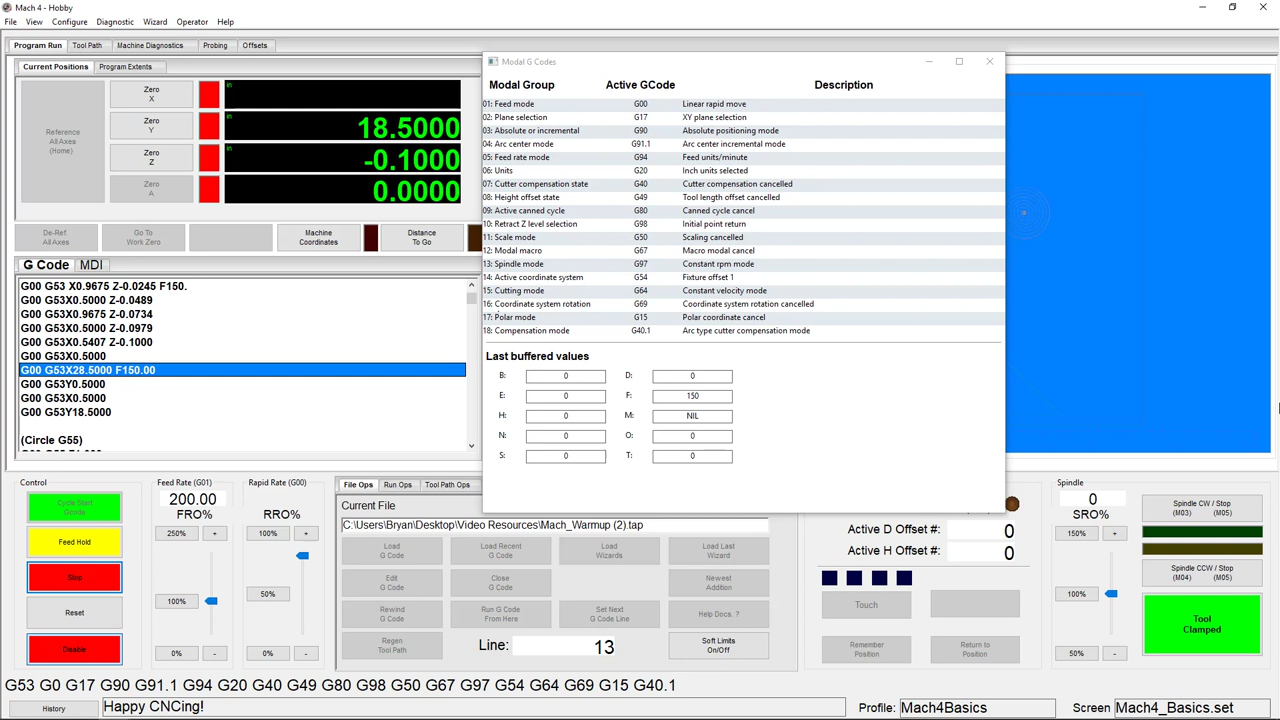 Mach 4 - Hobby
File View Configure Diagnostic Wizard Operator Help
Program Run Tool Path Machine Diagnostics Probing Offsets
Current Positions Program Extents
Reference
All Axes
(Home)
Zero
X
in
Zero
Y
in
18.5000
Zero
Z
in
-0.1000
Zero
A
0.0000
De-Ref.
All Axes
Go To
Work Zero
Machine
Coordinates
Distance
To Go
G Code MDI
G00 G53 X0.9675 Z-0.0245 F150.
G00 G53X0.5000 Z-0.0489
G00 G53X0.9675 Z-0.0734
G00 G53X0.5000 Z-0.0979
G00 G53X0.5407 Z-0.1000
G00 G53X0.5000
G00 G53X28.5000 F150.00
G00 G53Y0.5000
G00 G53X0.5000
G00 G53Y18.5000
(Circle G55)
Modal G Codes
Modal Group Active GCode Description
01: Feed mode G00 Linear rapid move
02: Plane selection G17 XY plane selection
03: Absolute or incremental G90 Absolute positioning mode
04: Arc center mode G91.1 Arc center incremental mode
05: Feed rate mode G94 Feed units/minute
06: Units G20 Inch units selected
07: Cutter compensation state G40 Cutter compensation cancelled
08: Height offset state G49 Tool length offset cancelled
09: Active canned cycle G80 Canned cycle cancel
10: Retract Z level selection G98 Initial point return
11: Scale mode G50 Scaling cancelled
12: Modal macro G67 Macro modal cancel
13: Spindle mode G97 Constant rpm mode
14: Active coordinate system G54 Fixture offset 1
15: Cutting mode G64 Constant velocity mode
16: Coordinate system rotation G69 Coordinate system rotation cancelled
17: Polar mode G15 Polar coordinate cancel
18: Compensation mode G40.1 Arc type cutter compensation mode
Last buffered values
B: 0 D: 0
E: 0 F: 150
H: 0 M: NIL
N: 0 O: 0
S: 0 T: 0
Control
Cycle Start
Gcode
Feed Hold
Stop
Reset
Disable
Feed Rate (G01)
200.00
FRO%
250% +
100%
0% -
Rapid Rate (G00)
RRO%
100% +
50%
0% -
File Ops Run Ops Tool Path Ops
Current File
C:\Users\Bryan\Desktop\Video Resources\Mach_Warmup (2).tap
Load
G Code
Load Recent
G Code
Load
Wizards
Load Last
Wizard
Edit
G Code
Close
G Code
Newest
Addition
Rewind
G Code
Run G Code
From Here
Set Next
G Code Line
Help Docs. ?
Regen
Tool Path
Line: 13
Soft Limits
On/Off
Active D Offset #: 0
Active H Offset #: 0
Touch
Remember
Position
Return to
Position
Spindle
0
SRO%
150% +
100%
50% -
Spindle CW / Stop
(M03) (M05)
Spindle CCW / Stop
(M04) (M05)
Tool
Clamped
G53 G0 G17 G90 G91.1 G94 G20 G40 G49 G80 G98 G50 G67 G97 G54 G64 G69 G15 G40.1
History Happy CNCing! Profile: Mach4Basics Screen Mach4_Basics.set